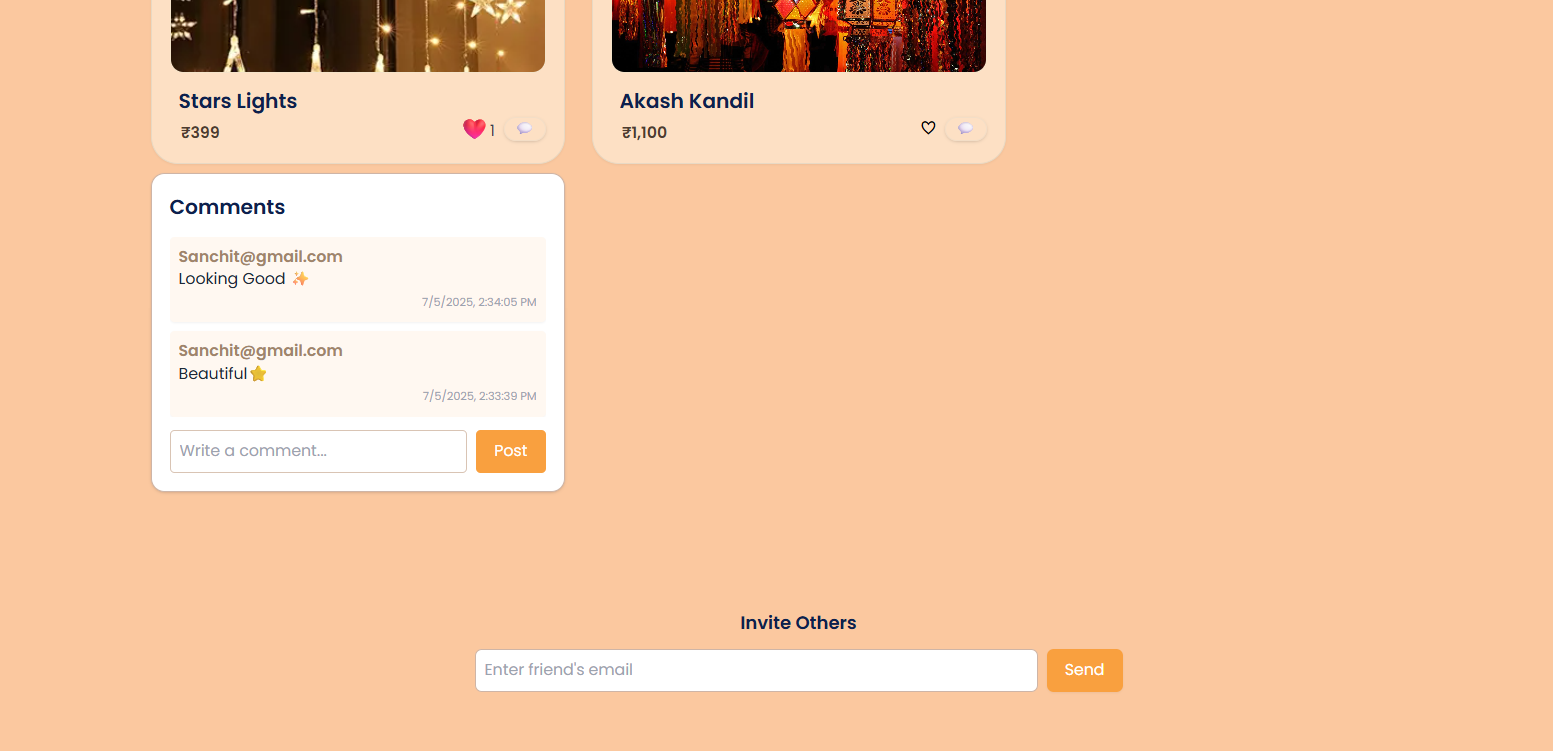 Stars Lights
₹399
1
Akash Kandil
₹1,100
Comments
Sanchit@gmail.com
Looking Good ✨
7/5/2025, 2:34:05 PM
Sanchit@gmail.com
Beautiful⭐
7/5/2025, 2:33:39 PM
Write a comment...
Post
Invite Others
Enter friend's email
Send